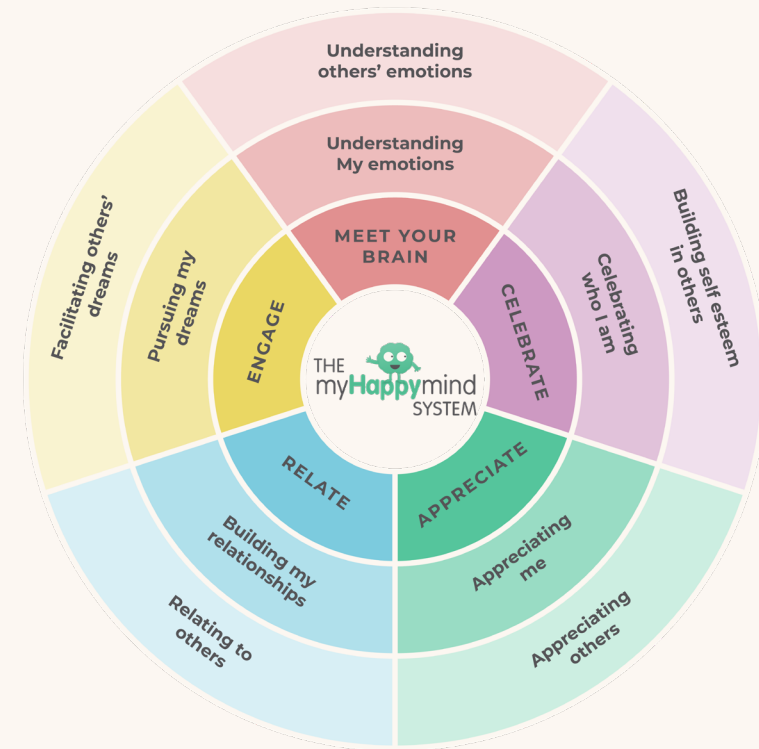 Understanding
others’ emotions
Understanding
My emotions
MEET YOUR
BRAIN
Building self esteem
in others
Celebrating
who I am
CELEBRATE
Appreciating
others
Appreciating
me
APPRECIATE
Relating to
others
Building my
relationships
RELATE
Facilitating others’
dreams
Pursuing my
dreams
ENGAGE
THE
myHappymind
SYSTEM